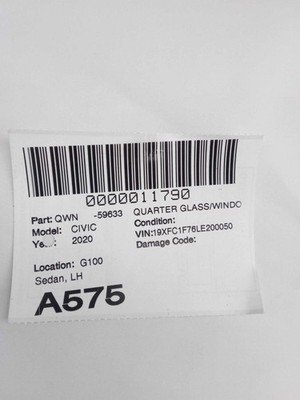 0000011790
Part: QWN -59633 QUARTER GLASS/WINDO
Model: CIVIC Condition:
2020 VIN:19XFC1F76LE200050
Damage Code:
Location: G100
Sedan, LH
A575